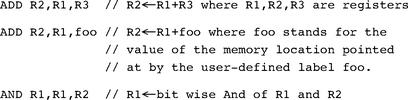 ADD R2,R1,R3 // R2←R1+R3 where R1,R2,R3 are registers
ADD R2,R1,foo // R2←R1+foo where foo stands for the
// value of the memory location pointed
// at by the user-defined label foo.
AND R1,R1,R2 // R1←bit wise And of R1 and R2